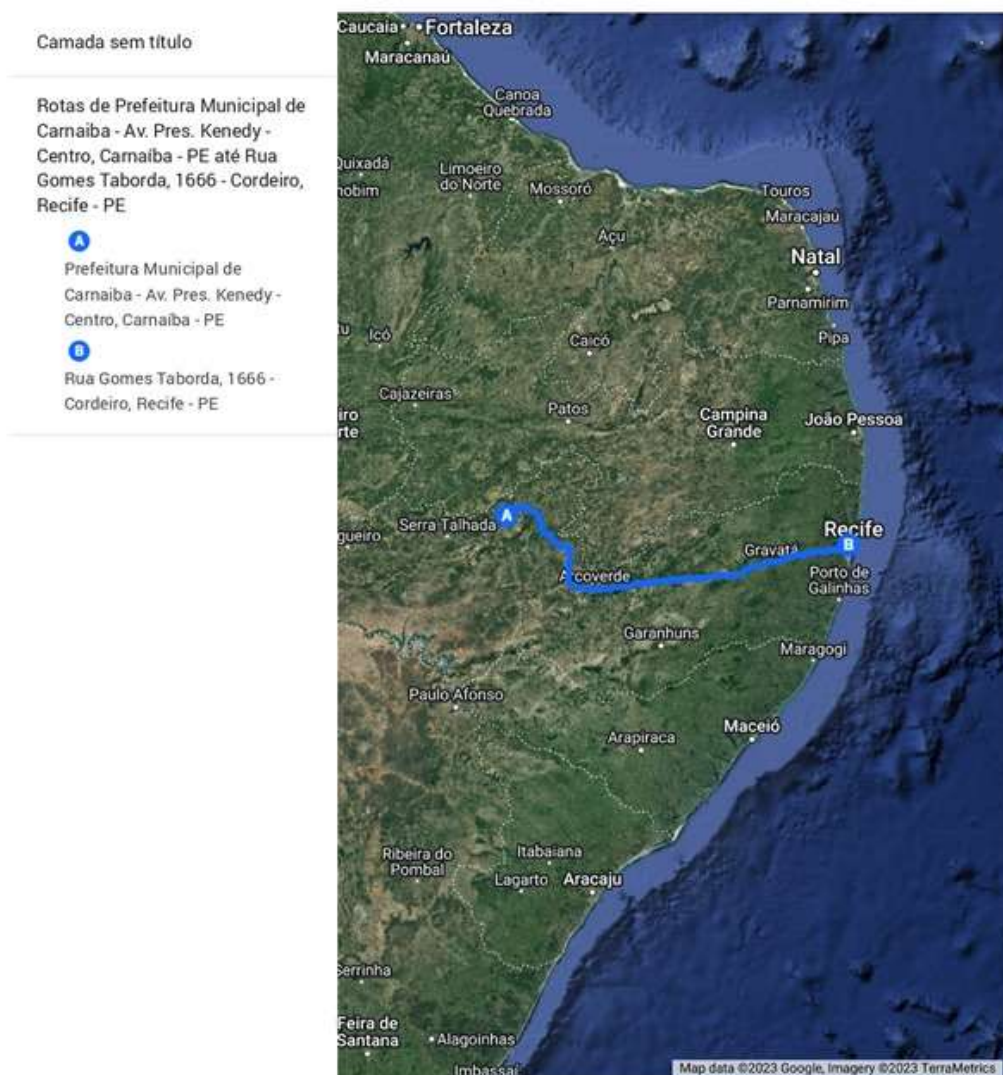 Camada sem título
Rotas de Prefeitura Municipal de
Carnaiba - Av. Pres. Kenedy -
Centro, Carnaíba - PE até Rua
Gomes Taborda, 1666 - Cordeiro,
Recife - PE
A
Prefeitura Municipal de
Carnaiba - Av. Pres. Kenedy -
Centro, Carnaíba - PE
B
Rua Gomes Taborda, 1666 -
Cordeiro, Recife - PE
Caucaia
Fortaleza
Maracanaú
Canoa
Quebrada
Quixadá
nobim
Limoeiro
do Norte
Mossoró
Touros
Maracajaú
Açu
Natal
Parnamirim
Pipa
Icó
Caicó
Cajazeiras
Patos
Campina
Grande
João Pessoa
iro
rte
A
Serra Talhada
gueiro
Recife
B
Gravatá
Arcoverde
Porto de
Galinhas
Garanhuns
Maragogi
Paulo Afonso
Maceió
Arapiraca
Ribeira do
Pombal
Itabaiana
Lagarto
Aracaju
Serrinha
Feira de
Santana
Alagoinhas
Imbassaí
Map data ©2023 Google, Imagery ©2023 TerraMetrics